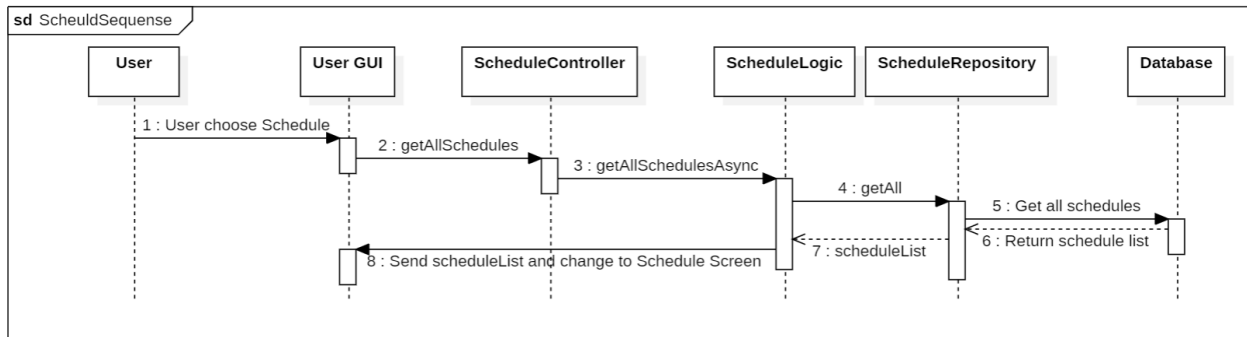 sd ScheuldSequense
User
User GUI
ScheduleController
ScheduleLogic
ScheduleRepository
Database
1 : User choose Schedule
2 : getAllSchedules
3 : getAllSchedulesAsync
4 : getAll
5 : Get all schedules
6 : Return schedule list
7 : scheduleList
8 : Send scheduleList and change to Schedule Screen